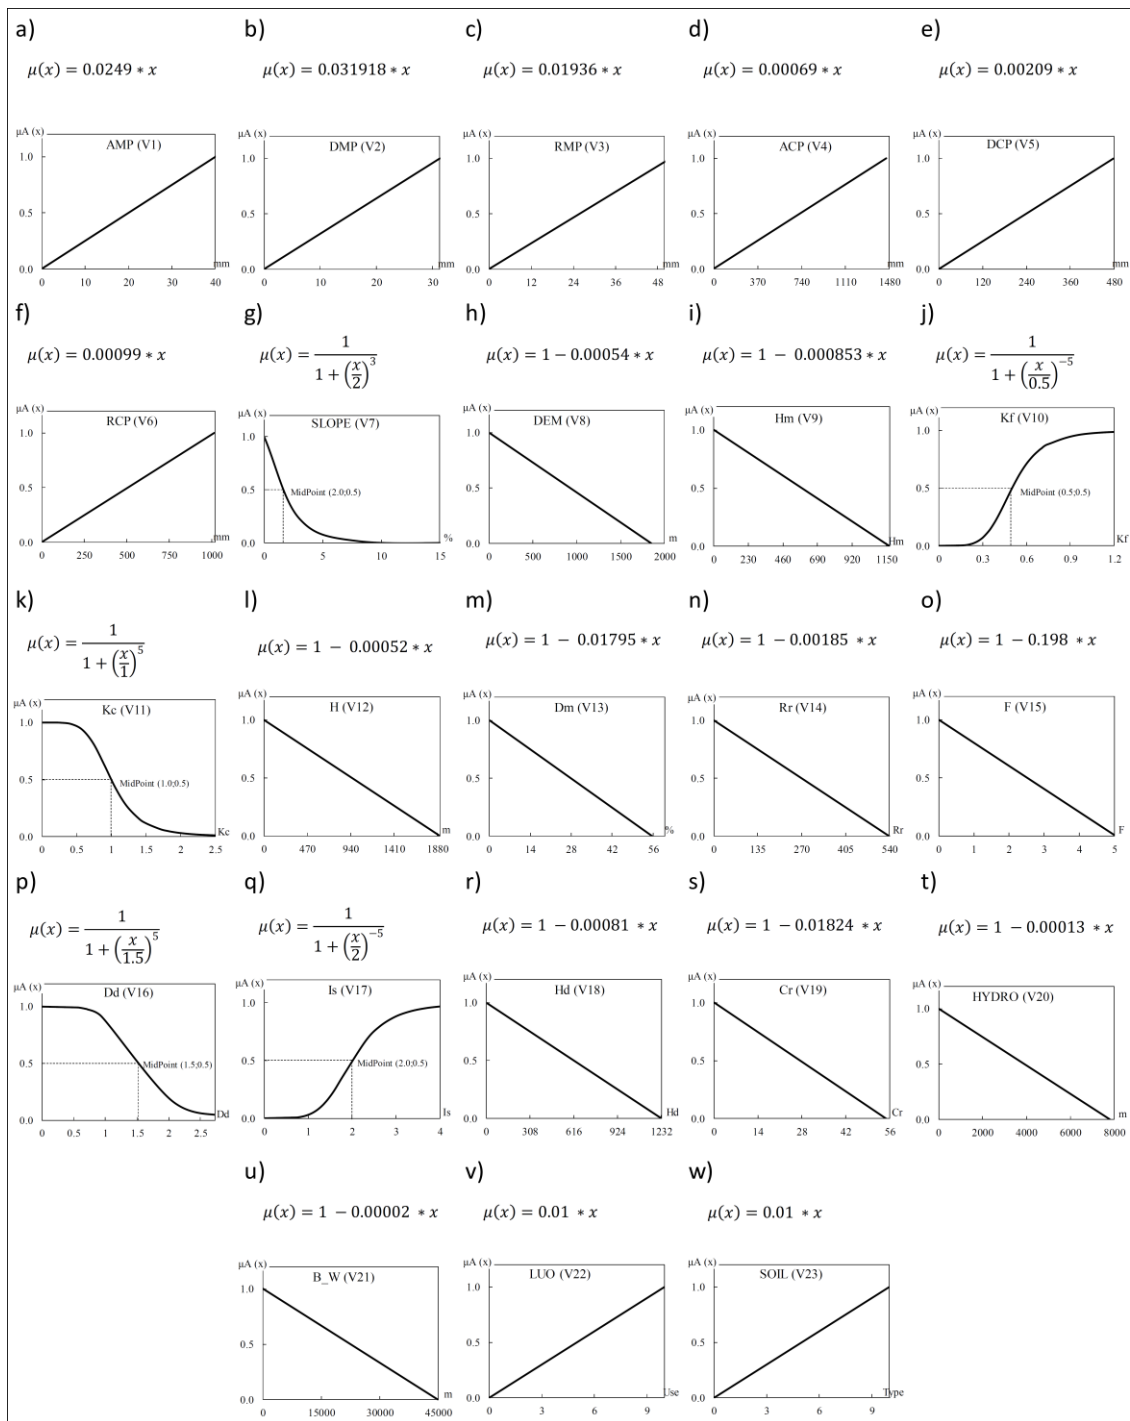 a)
b)
c)
d)
e)
μ(x) = 0.0249 ∗ x
μ(x) = 0.031918 ∗ x
μ(x) = 0.01936 ∗ x
μ(x) = 0.00069 ∗ x
μ(x) = 0.00209 ∗ x
μA (x)
AMP (V1)
1.0
0.5
0.0
mm
0 10 20 30 40
μA (x)
DMP (V2)
1.0
0.5
0.0
mm
0 10 20 30
μA (x)
RMP (V3)
1.0
0.5
0.0
mm
0 12 24 36 48
μA (x)
ACP (V4)
1.0
0.5
0.0
mm
0 370 740 1110 1480
μA (x)
DCP (V5)
1.0
0.5
0.0
mm
0 120 240 360 480
f)
g)
h)
i)
j)
μ(x) = 0.00099 ∗ x
μ(x) = 1 / (1 + (x/2)^3)
μ(x) = 1 − 0.00054 ∗ x
μ(x) = 1 − 0.000853 ∗ x
μ(x) = 1 / (1 + (x/0.5)^−5)
μA (x)
RCP (V6)
1.0
0.5
0.0
mm
0 250 500 750 1000
μA (x)
SLOPE (V7)
1.0
0.5
MidPoint (2.0;0.5)
0.0
%
0 5 10 15
μA (x)
DEM (V8)
1.0
0.5
0.0
m
0 500 1000 1500 2000
μA (x)
Hm (V9)
1.0
0.5
0.0
Hm
0 230 460 690 920 1150
μA (x)
Kf (V10)
1.0
0.5
MidPoint (0.5;0.5)
0.0
Kf
0 0.3 0.6 0.9 1.2
k)
l)
m)
n)
o)
μ(x) = 1 / (1 + (x/1)^5)
μ(x) = 1 − 0.00052 ∗ x
μ(x) = 1 − 0.01795 ∗ x
μ(x) = 1 − 0.00185 ∗ x
μ(x) = 1 − 0.198 ∗ x
μA (x)
Kc (V11)
1.0
0.5
MidPoint (1.0;0.5)
0.0
Kc
0 0.5 1 1.5 2 2.5
μA (x)
H (V12)
1.0
0.5
0.0
m
0 470 940 1410 1880
μA (x)
Dm (V13)
1.0
0.5
0.0
%
0 14 28 42 56
μA (x)
Rr (V14)
1.0
0.5
0.0
Rr
0 135 270 405 540
μA (x)
F (V15)
1.0
0.5
0.0
F
0 1 2 3 4 5
p)
q)
r)
s)
t)
μ(x) = 1 / (1 + (x/1.5)^5)
μ(x) = 1 / (1 + (x/2)^−5)
μ(x) = 1 − 0.00081 ∗ x
μ(x) = 1 − 0.01824 ∗ x
μ(x) = 1 − 0.00013 ∗ x
μA (x)
Dd (V16)
1.0
0.5
MidPoint (1.5;0.5)
0.0
Dd
0 0.5 1 1.5 2 2.5
μA (x)
Is (V17)
1.0
0.5
MidPoint (2.0;0.5)
0.0
Is
0 1 2 3 4
μA (x)
Hd (V18)
1.0
0.5
0.0
Hd
0 308 616 924 1232
μA (x)
Cr (V19)
1.0
0.5
0.0
Cr
0 14 28 42 56
μA (x)
HYDRO (V20)
1.0
0.5
0.0
m
0 2000 4000 6000 8000
u)
v)
w)
μ(x) = 1 − 0.00002 ∗ x
μ(x) = 0.01 ∗ x
μ(x) = 0.01 ∗ x
μA (x)
B_W (V21)
1.0
0.5
0.0
m
0 15000 30000 45000
μA (x)
LUO (V22)
1.0
0.5
0.0
Use
0 3 6 9
μA (x)
SOIL (V23)
1.0
0.5
0.0
Type
0 3 6 9